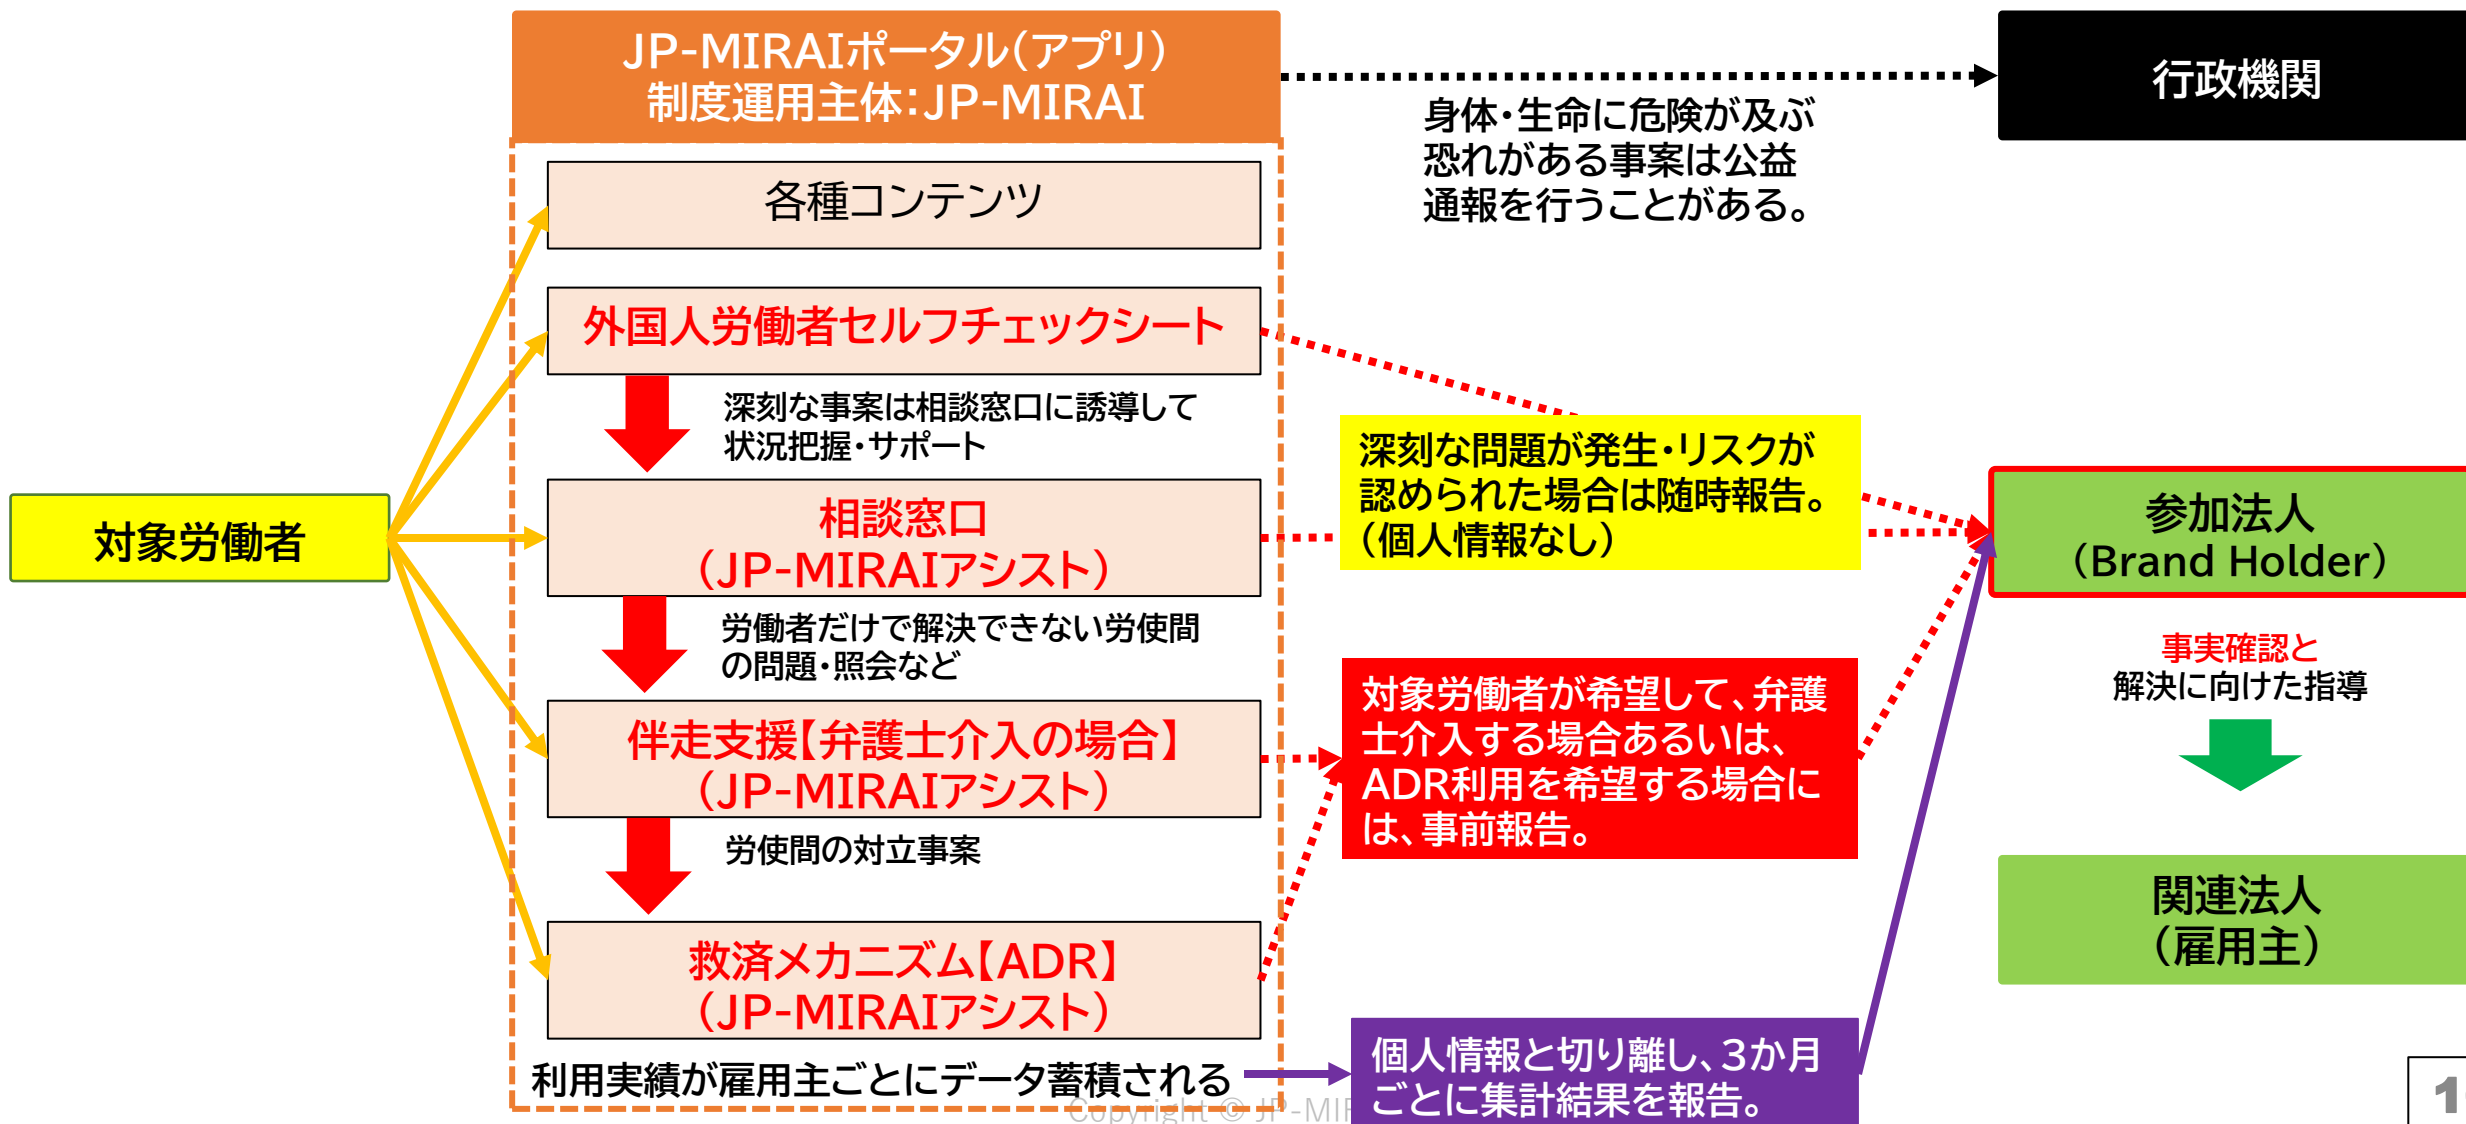 JP-MIRAIポータル(アプリ)
制度運用主体:JP-MIRAI
行政機関
身体・生命に危険が及ぶ
恐れがある事案は公益
通報を行うことがある。
各種コンテンツ
外国人労働者セルフチェックシート
深刻な事案は相談窓口に誘導して
状況把握・サポート
深刻な問題が発生・リスクが
認められた場合は随時報告。
(個人情報なし)
対象労働者
相談窓口
(JP-MIRAIアシスト)
参加法人
(Brand Holder)
労働者だけで解決できない労使間
の問題・照会など
事実確認と
解決に向けた指導
対象労働者が希望して、弁護
士介入する場合あるいは、
ADR利用を希望する場合に
は、事前報告。
伴走支援【弁護士介入の場合】
(JP-MIRAIアシスト)
労使間の対立事案
関連法人
(雇用主)
救済メカニズム【ADR】
(JP-MIRAIアシスト)
利用実績が雇用主ごとにデータ蓄積される
個人情報と切り離し、3か月
ごとに集計結果を報告。
Copyright © JP-MI
1